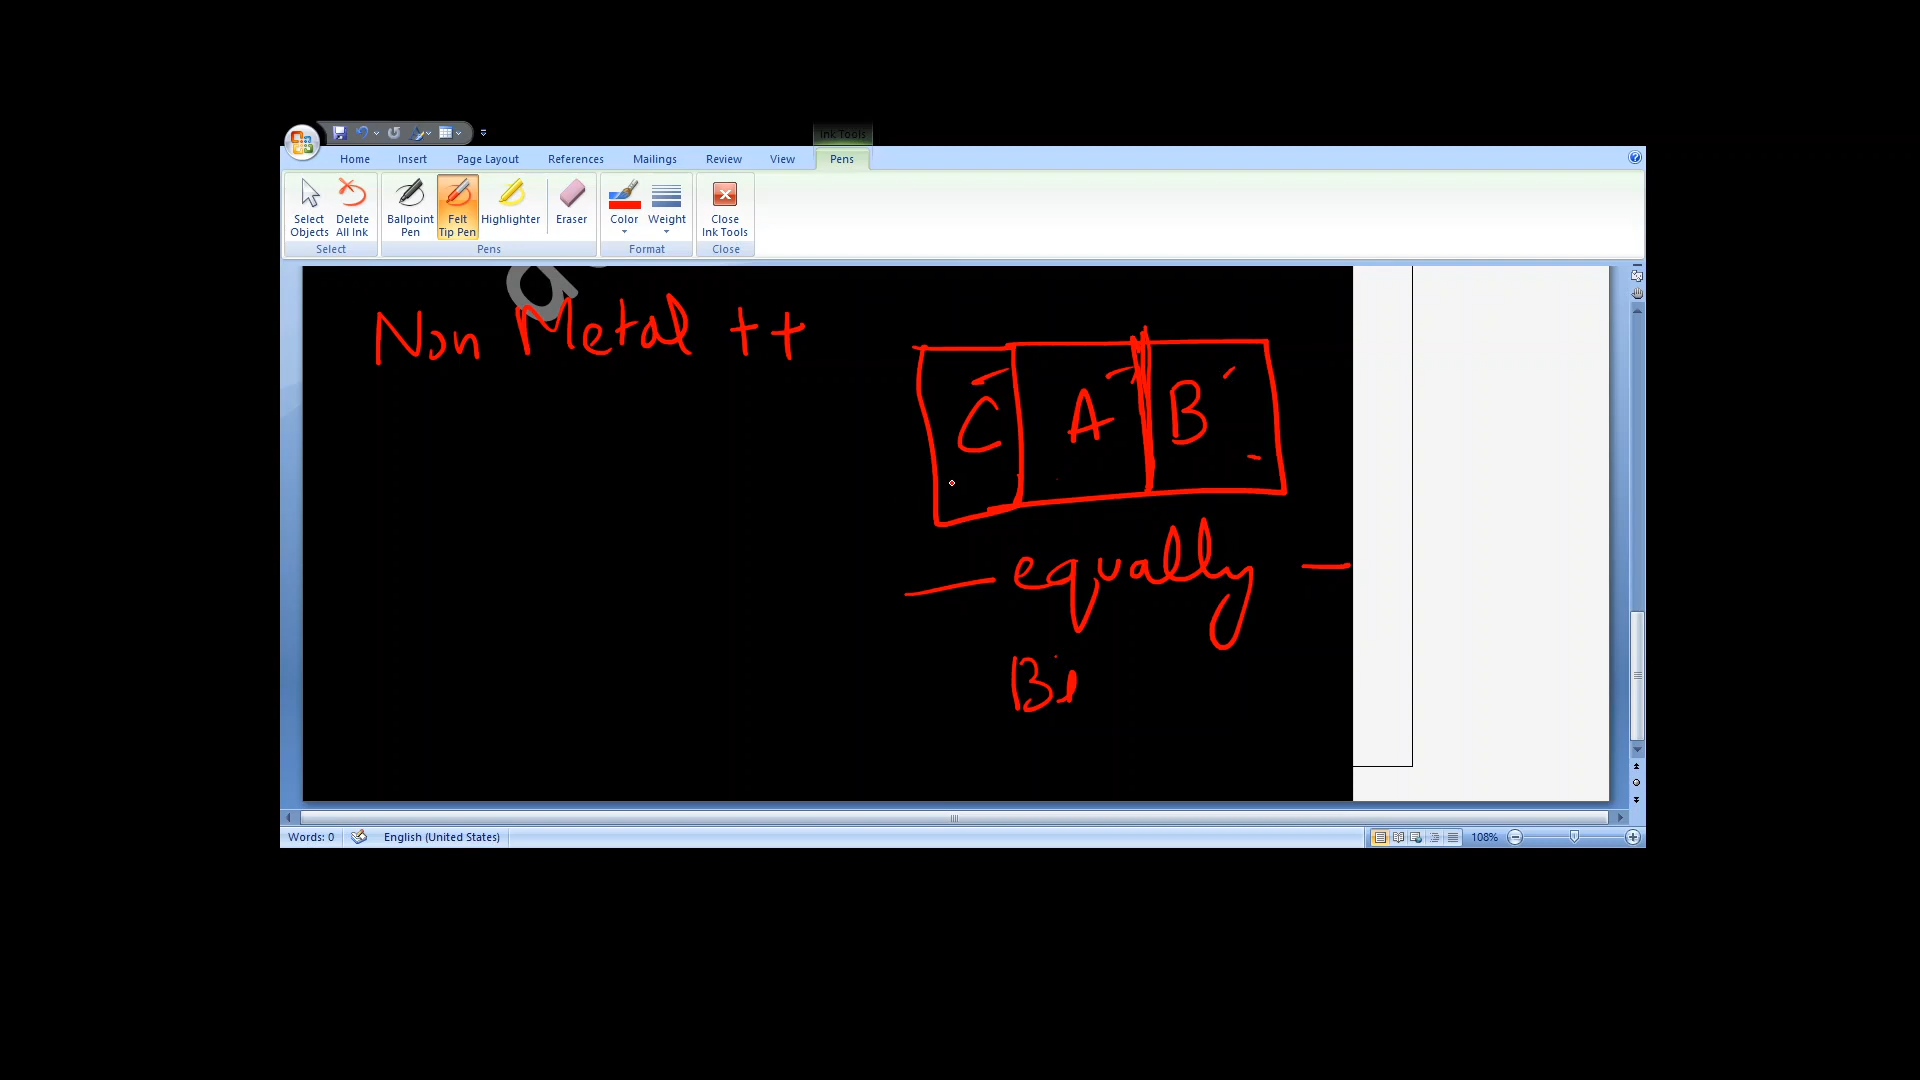 Ink Tools
Home Insert Page Layout References Mailings Review View Pens
Select Objects Delete All Ink Ballpoint Pen Felt Tip Pen Highlighter Eraser Color Weight Close Ink Tools
Select Pens Format Close
Non Metal ++
C A B
— equally —
Words: 0 English (United States) 108%